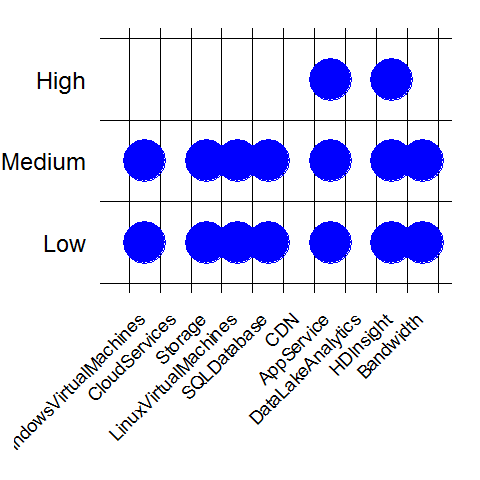 High
Medium
Low
ndowsVirtualMachines
CloudServices
Storage
LinuxVirtualMachines
SQLDatabase
CDN
AppService
DataLakeAnalytics
HDInsight
Bandwidth